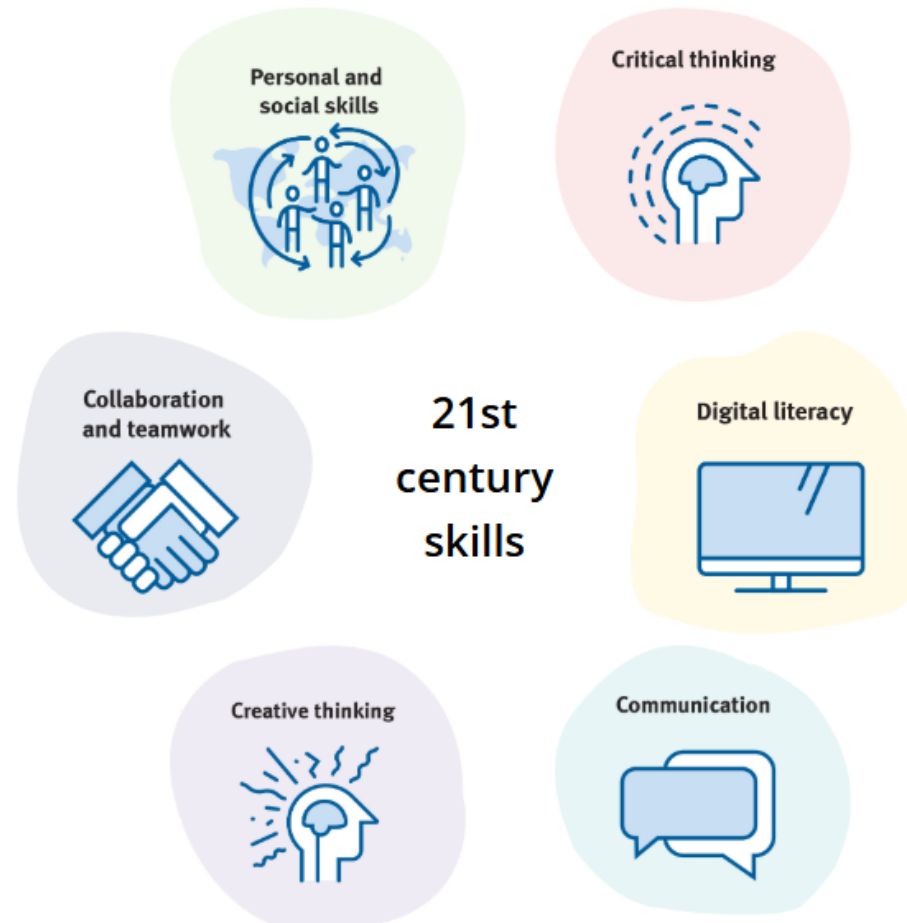 Personal and
social skills
Critical thinking
Collaboration
and teamwork
21st
century
skills
Digital literacy
Creative thinking
Communication